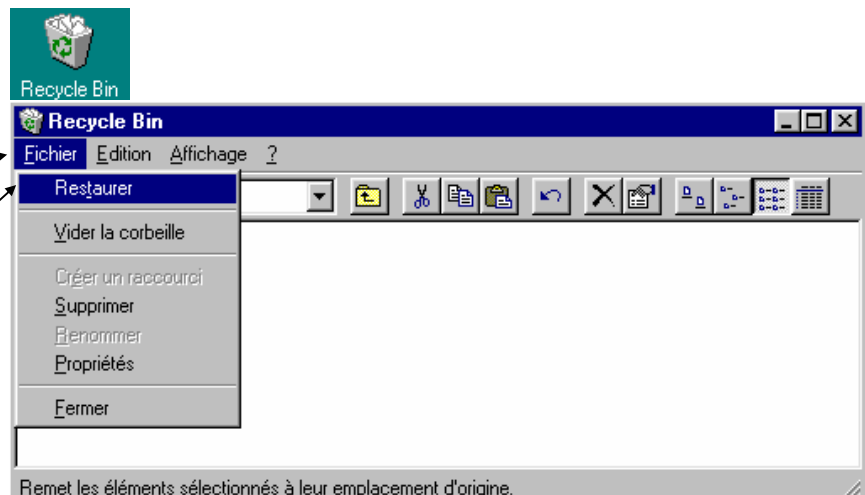 Recycle Bin
Recycle Bin
Fichier Edition Affichage ?
Restaurer
Vider la corbeille
Créer un raccourci
Supprimer
Renommer
Propriétés
Fermer
Remet les éléments sélectionnés à leur emplacement d'origine.